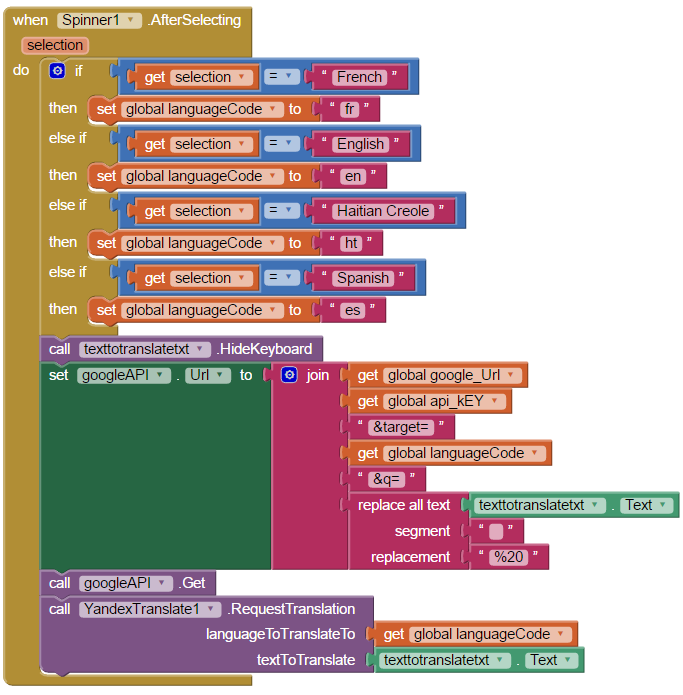 when Spinner1 .AfterSelecting
selection
do if get selection = “ French ”
then set global languageCode to “ fr ”
else if get selection = “ English ”
then set global languageCode to “ en ”
else if get selection = “ Haitian Creole ”
then set global languageCode to “ ht ”
else if get selection = “ Spanish ”
then set global languageCode to “ es ”
call texttotranslatetxt .HideKeyboard
set googleAPI . Url to join get global google_Url
get global api_kEY
“ &target= ”
get global languageCode
“ &q= ”
replace all text texttotranslatetxt . Text
segment “ ”
replacement “ %20 ”
call googleAPI .Get
call YandexTranslate1 .RequestTranslation
languageToTranslateTo get global languageCode
textToTranslate texttotranslatetxt . Text